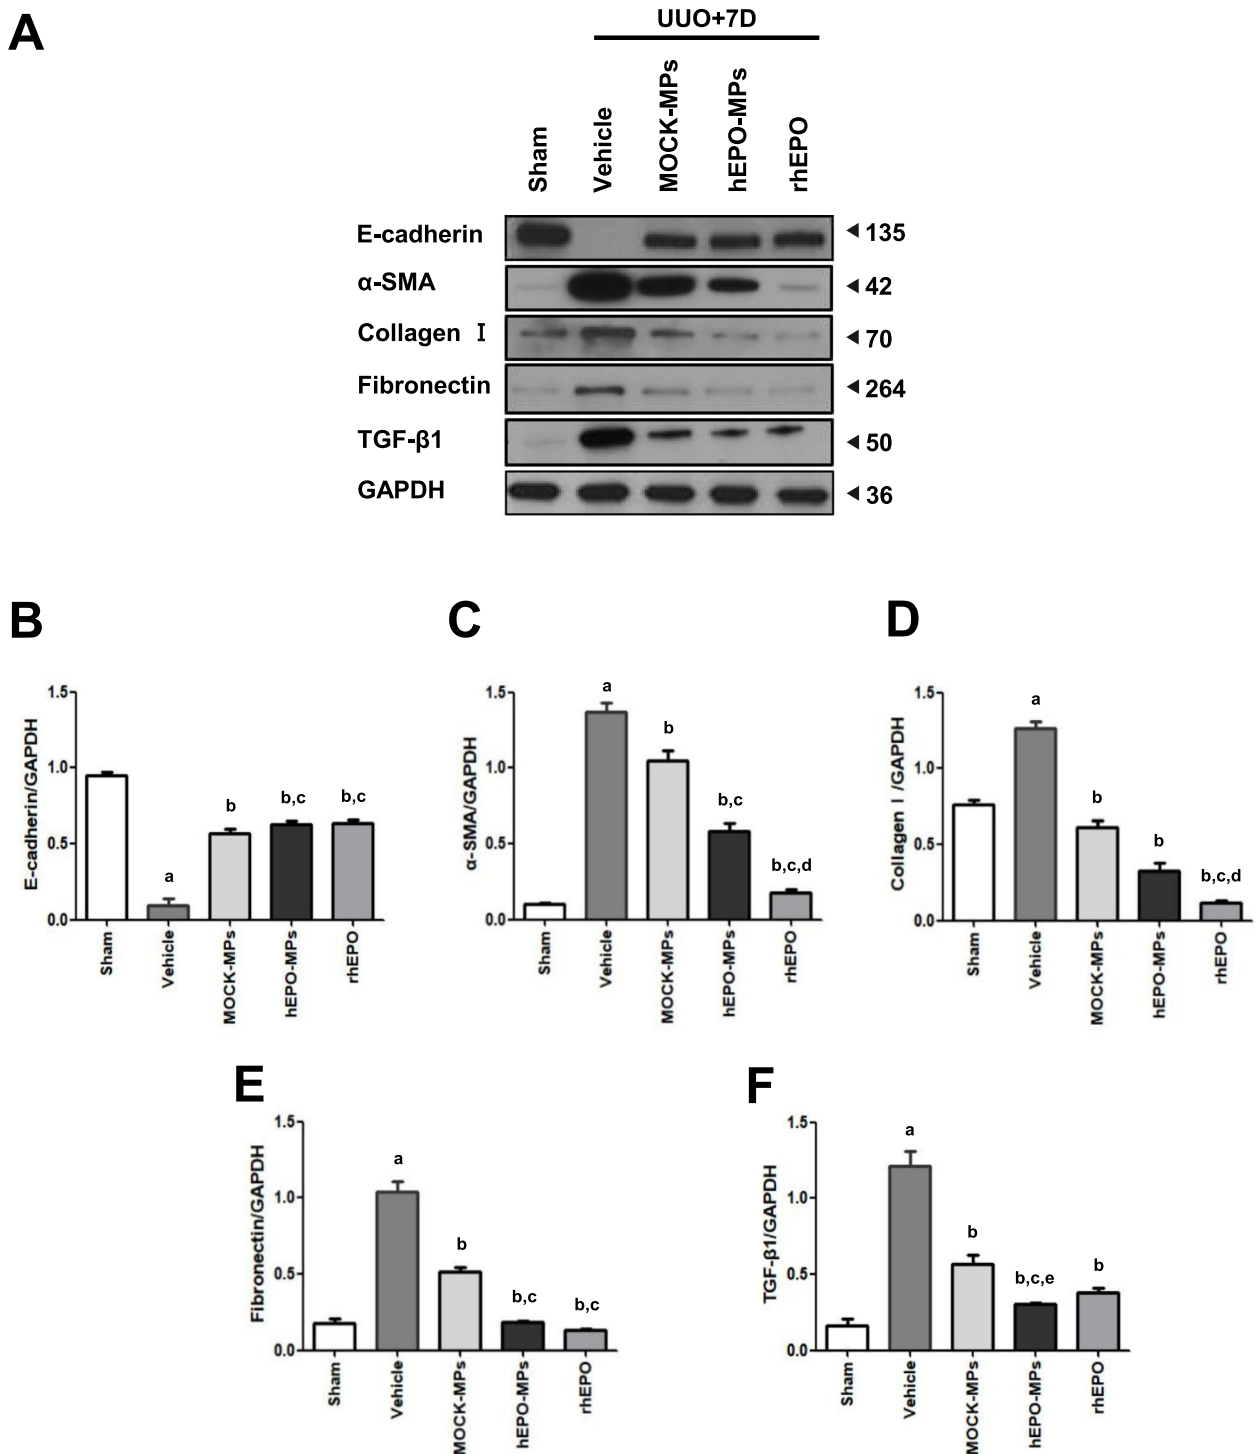 A
UUO+7D
Sham
Vehicle
MOCK-MPs
hEPO-MPs
rhEPO
E-cadherin ◄135
α-SMA ◄42
Collagen Ⅰ ◄70
Fibronectin ◄264
TGF-β1 ◄50
GAPDH ◄36
B
E-cadherin/GAPDH
1.5
1.0
0.5
0.0
a
b
b,c
b,c
Sham
Vehicle
MOCK-MPs
hEPO-MPs
rhEPO
C
α-SMA/GAPDH
1.5
1.0
0.5
0.0
a
b
b,c
b,c,d
Sham
Vehicle
MOCK-MPs
hEPO-MPs
rhEPO
D
Collagen Ⅰ/GAPDH
1.5
1.0
0.5
0.0
a
b
b
b,c,d
Sham
Vehicle
MOCK-MPs
hEPO-MPs
rhEPO
E
Fibronectin/GAPDH
1.5
1.0
0.5
0.0
a
b
b,c
b,c
Sham
Vehicle
MOCK-MPs
hEPO-MPs
rhEPO
F
TGF-β1/GAPDH
1.5
1.0
0.5
0.0
a
b
b,c,e
b
Sham
Vehicle
MOCK-MPs
hEPO-MPs
rhEPO